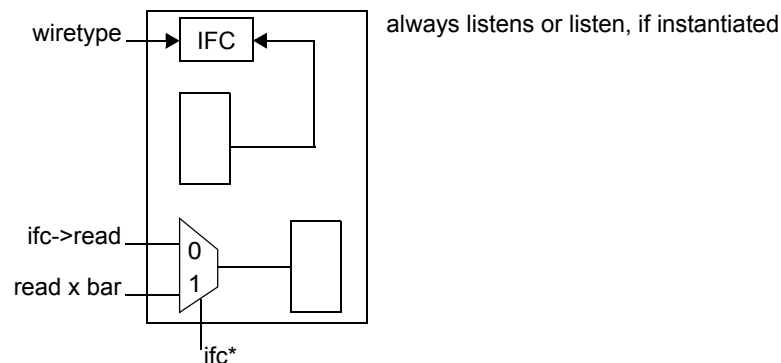 always listens or listen, if instantiated
wiretype
IFC
ifc->read
0
read x bar
1
ifc*